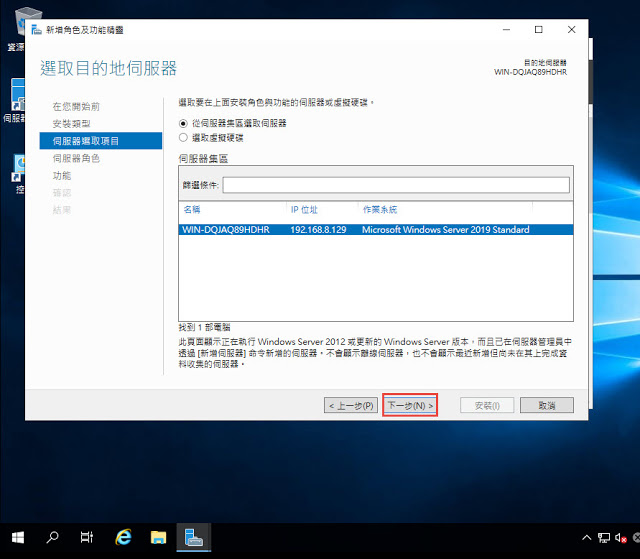 資源
新增角色及功能精靈
選取目的地伺服器
目的地伺服器
WIN-DQJAQ89HDHR
在您開始前
安裝類型
伺服器選取項目
伺服器角色
功能
確認
結果
選取要在上面安裝角色與功能的伺服器或虛擬硬碟。
從伺服器集區選取伺服器
選取虛擬硬碟
伺服器集區
篩選條件:
名稱 IP 位址 作業系統
WIN-DQJAQ89HDHR 192.168.8.129 Microsoft Windows Server 2019 Standard
找到 1 部電腦
此頁面顯示正在執行 Windows Server 2012 或更新的 Windows Server 版本，而且已在伺服器管理員中
透過 [新增伺服器] 命令新增的伺服器。不會顯示離線伺服器，也不會顯示最近新增但尚未在其上完成資
料收集的伺服器。
< 上一步(P) 下一步(N) > 安裝(I) 取消
伺服器
控